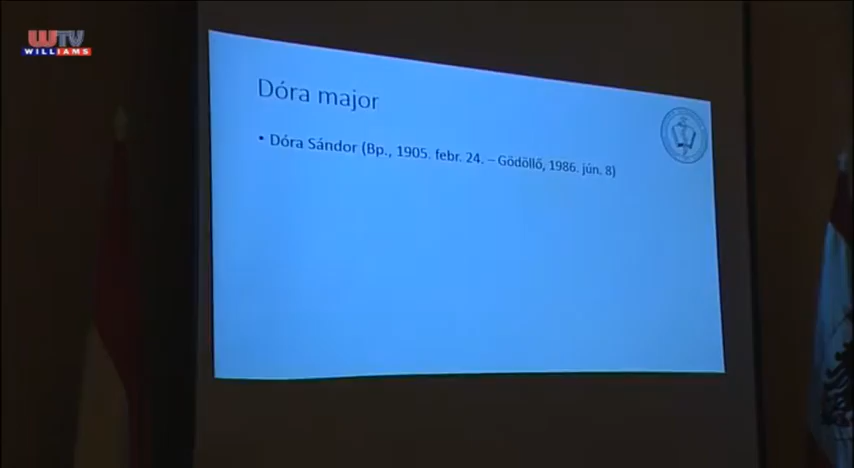 WTV
WILLIAMS
Dóra major
• Dóra Sándor (Bp., 1905. febr. 24. – Gödöllő, 1986. jún. 8)